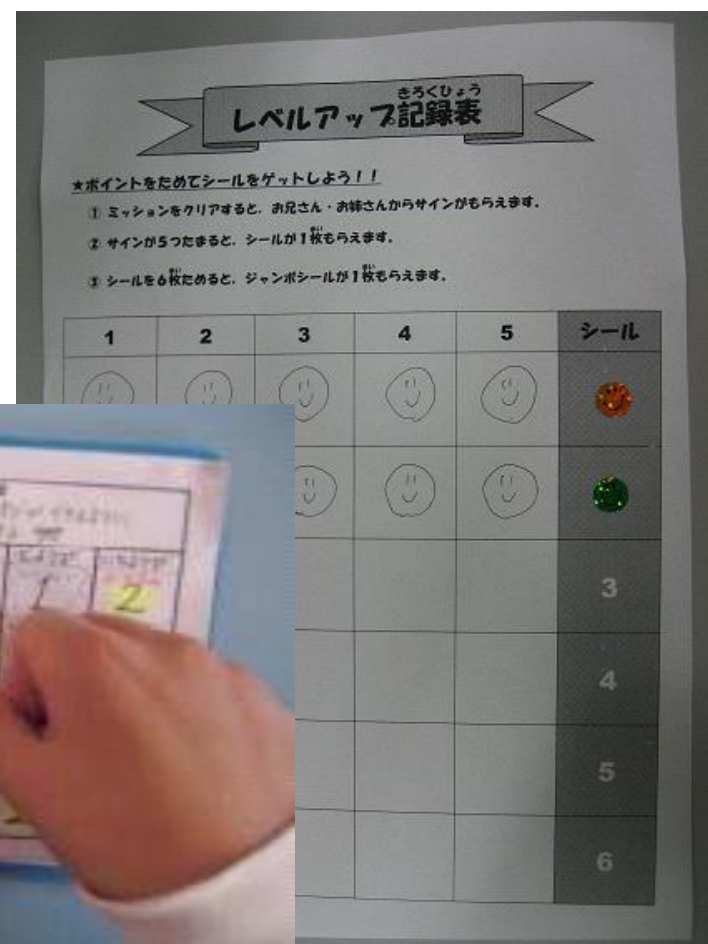 きろくひょう
レベルアップ記録表
★ポイントをためてシールをゲットしよう！！
① ミッションをクリアすると、お兄さん・お姉さんからサインがもらえます。
② サインが5つたまると、シールが1枚もらえます。
③ シールを6枚ためると、ジャンボシールが1枚もらえます。
1 2 3 4 5 シール
3
4
5
6
1 2